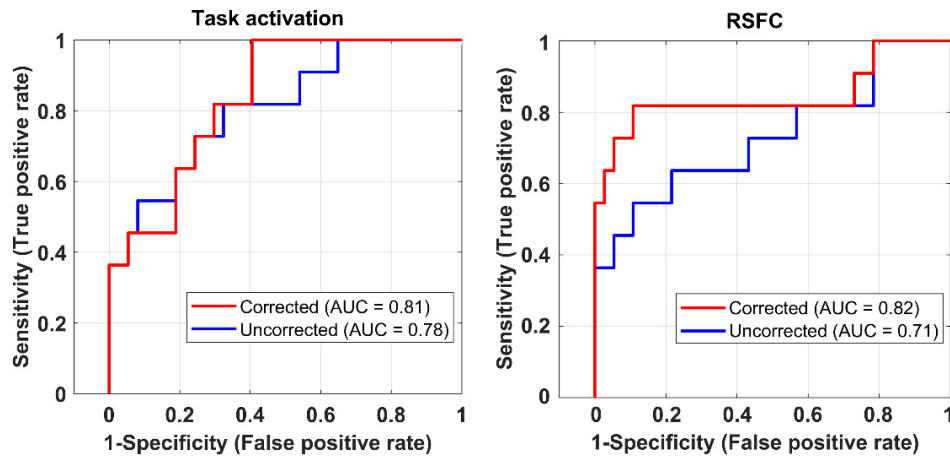 Task activation
Sensitivity (True positive rate)
1
0.8
0.6
0.4
0.2
0
Corrected (AUC = 0.81)
Uncorrected (AUC = 0.78)
0 0.2 0.4 0.6 0.8 1
1-Specificity (False positive rate)
RSFC
Sensitivity (True positive rate)
1
0.8
0.6
0.4
0.2
0
Corrected (AUC = 0.82)
Uncorrected (AUC = 0.71)
0 0.2 0.4 0.6 0.8 1
1-Specificity (False positive rate)